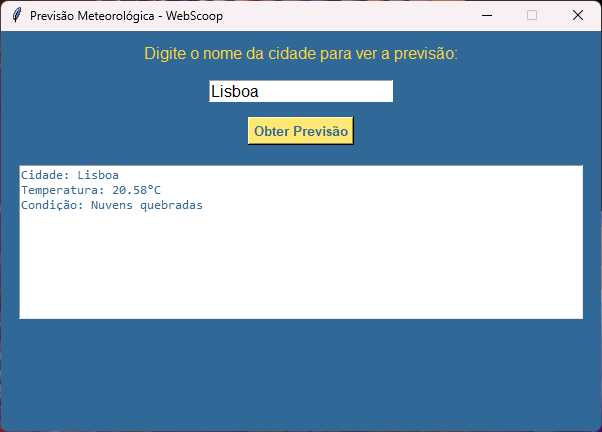 Previsão Meteorológica - WebScoop
Digite o nome da cidade para ver a previsão:
Lisboa
Obter Previsão
Cidade: Lisboa
Temperatura: 20.58°C
Condição: Nuvens quebradas